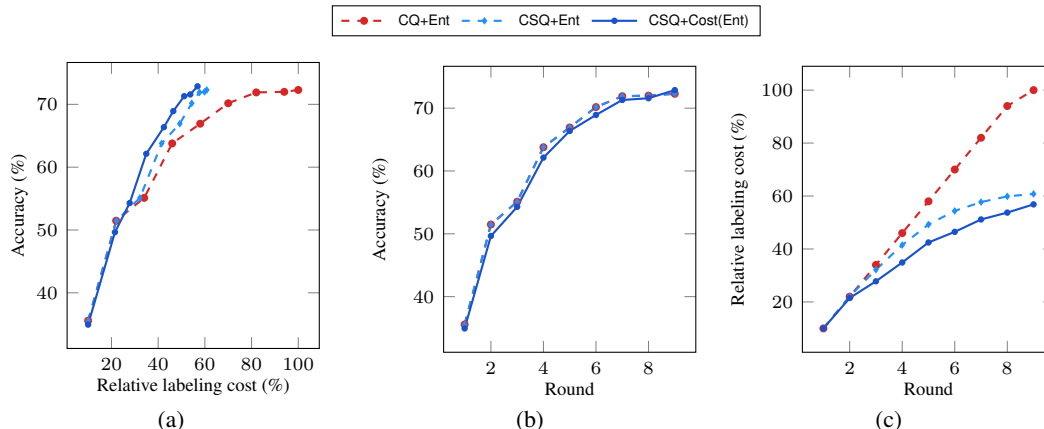 CQ+Ent CSQ+Ent CSQ+Cost(Ent)
Accuracy (%)
70
60
50
40
20 40 60 80 100
Relative labeling cost (%)
(a)
Accuracy (%)
70
60
50
40
2 4 6 8
Round
(b)
Relative labeling cost (%)
100
80
60
40
20
2 4 6 8
Round
(c)